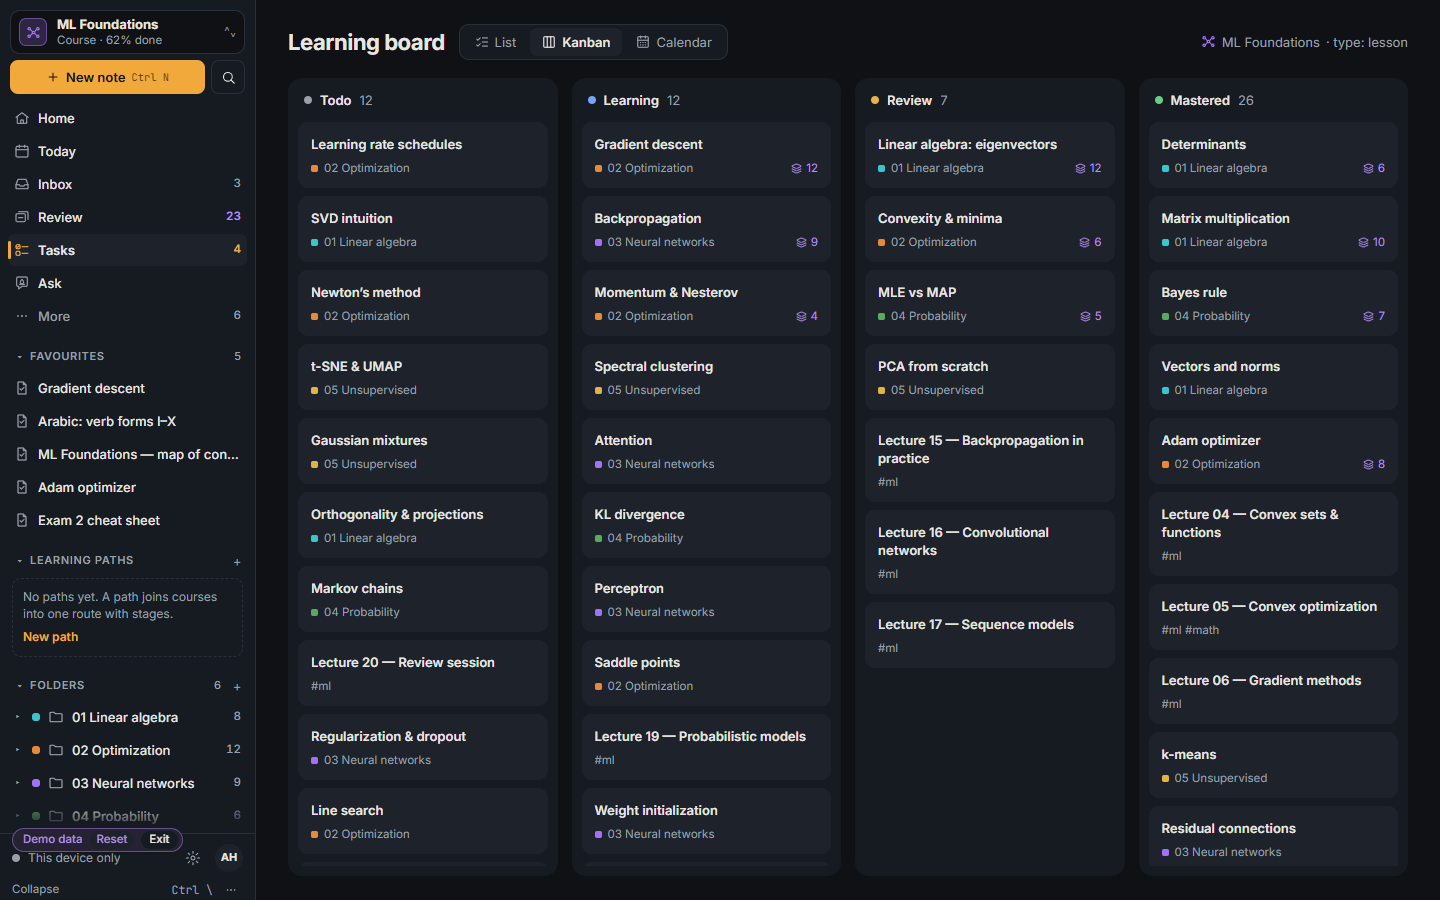 ML Foundations
Course · 62% done
+ New note Ctrl N
Home
Today
Inbox 3
Review 23
Tasks 4
Ask
More 6
FAVOURITES 5
Gradient descent
Arabic: verb forms I–X
ML Foundations — map of con...
Adam optimizer
Exam 2 cheat sheet
LEARNING PATHS +
No paths yet. A path joins courses
into one route with stages.
New path
FOLDERS 6 +
01 Linear algebra 8
02 Optimization 12
03 Neural networks 9
04 Probability 6
Demo data Reset Exit
This device only AH
Collapse Ctrl \ ...
Learning board
List Kanban Calendar
ML Foundations · type: lesson
Todo 12
Learning rate schedules
02 Optimization
SVD intuition
01 Linear algebra
Newton’s method
02 Optimization
t-SNE & UMAP
05 Unsupervised
Gaussian mixtures
05 Unsupervised
Orthogonality & projections
01 Linear algebra
Markov chains
04 Probability
Lecture 20 — Review session
#ml
Regularization & dropout
03 Neural networks
Line search
02 Optimization
Learning 12
Gradient descent
02 Optimization 12
Backpropagation
03 Neural networks 9
Momentum & Nesterov
02 Optimization 4
Spectral clustering
05 Unsupervised
Attention
03 Neural networks
KL divergence
04 Probability
Perceptron
03 Neural networks
Saddle points
02 Optimization
Lecture 19 — Probabilistic models
#ml
Weight initialization
03 Neural networks
Review 7
Linear algebra: eigenvectors
01 Linear algebra 12
Convexity & minima
02 Optimization 6
MLE vs MAP
04 Probability 5
PCA from scratch
05 Unsupervised
Lecture 15 — Backpropagation in
practice
#ml
Lecture 16 — Convolutional
networks
#ml
Lecture 17 — Sequence models
#ml
Mastered 26
Determinants
01 Linear algebra 6
Matrix multiplication
01 Linear algebra 10
Bayes rule
04 Probability 7
Vectors and norms
01 Linear algebra
Adam optimizer
02 Optimization 8
Lecture 04 — Convex sets &
functions
#ml
Lecture 05 — Convex optimization
#ml #math
Lecture 06 — Gradient methods
#ml
k-means
05 Unsupervised
Residual connections
03 Neural networks